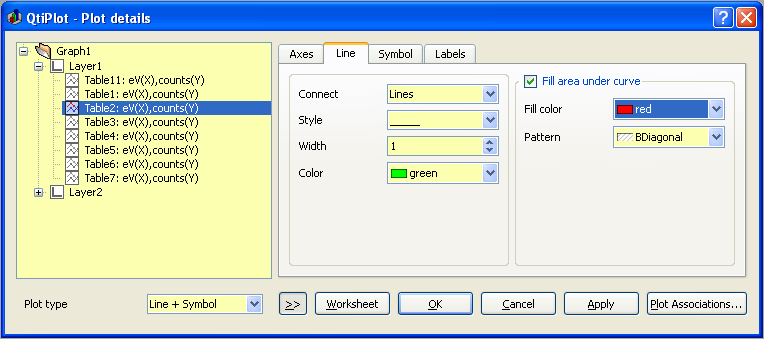 QtiPlot - Plot details
Graph1
Layer1
Table11: eV(X),counts(Y)
Table1: eV(X),counts(Y)
Table2: eV(X),counts(Y)
Table3: eV(X),counts(Y)
Table4: eV(X),counts(Y)
Table5: eV(X),counts(Y)
Table6: eV(X),counts(Y)
Table7: eV(X),counts(Y)
Layer2
Axes Line Symbol Labels
Connect Lines
Style
Width 1
Color green
Fill area under curve
Fill color red
Pattern BDiagonal
Plot type Line + Symbol >> Worksheet OK Cancel Apply Plot Associations...